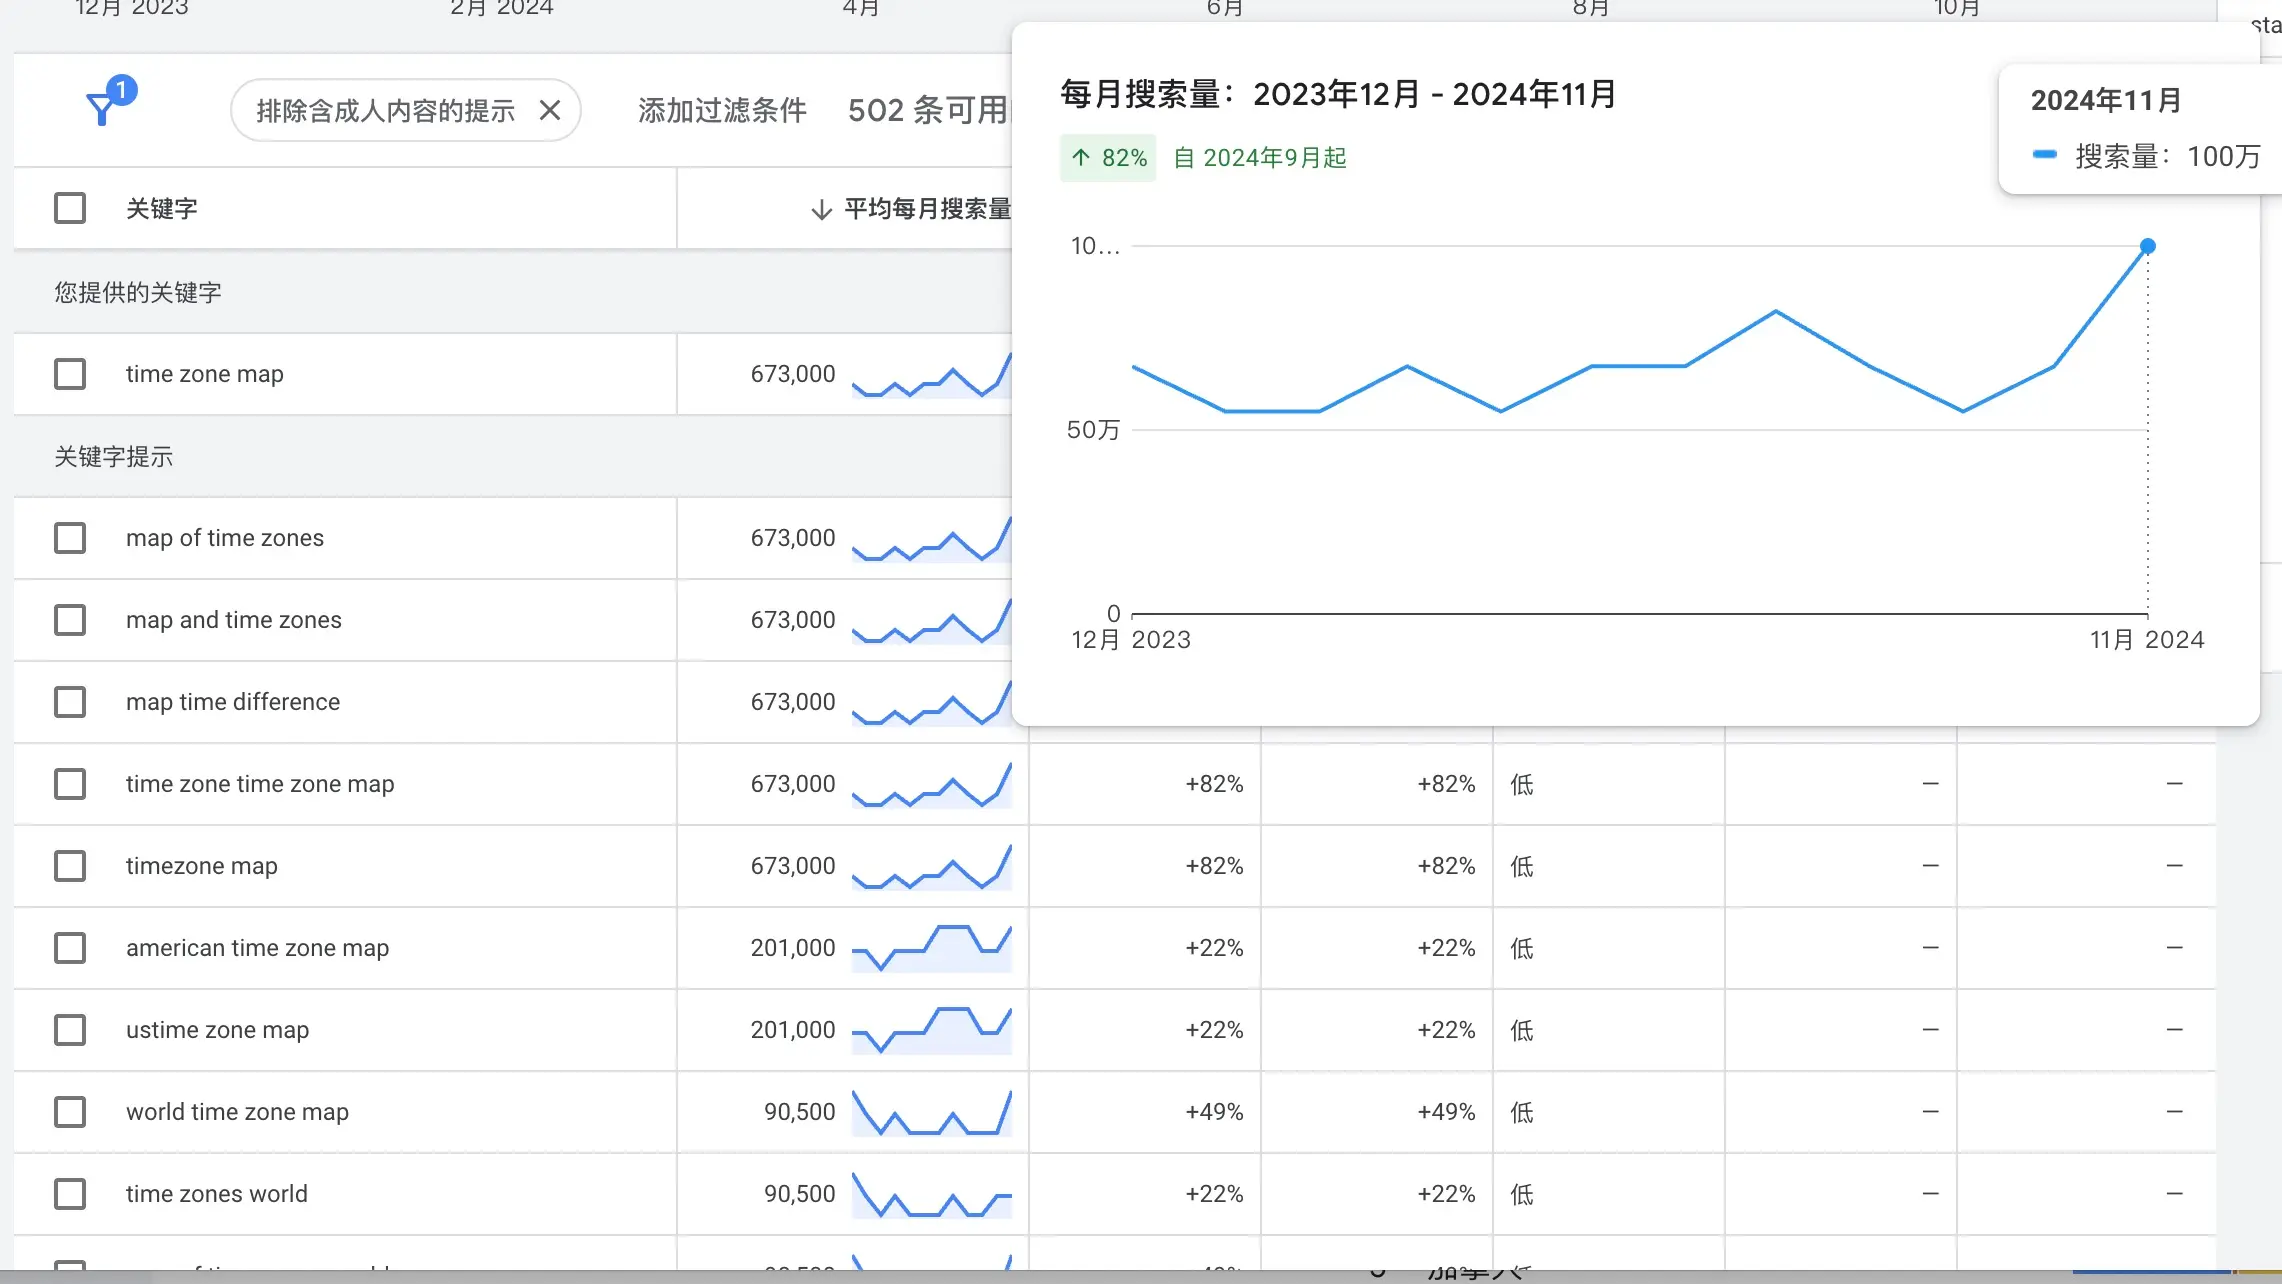 12月 2023
2月 2024
4月
6月
8月
10月
sta
1
排除含成人内容的提示
添加过滤条件
502 条可用
每月搜索量：2023年12月 - 2024年11月
82% 自 2024年9月起
2024年11月
搜索量：100万
10...
50万
0
12月 2023
11月 2024
关键字
平均每月搜索量
您提供的关键字
time zone map 673,000
关键字提示
map of time zones 673,000
map and time zones 673,000
map time difference 673,000
time zone time zone map 673,000 +82% +82% 低 – –
timezone map 673,000 +82% +82% 低 – –
american time zone map 201,000 +22% +22% 低 – –
ustime zone map 201,000 +22% +22% 低 – –
world time zone map 90,500 +49% +49% 低 – –
time zones world 90,500 +22% +22% 低 – –